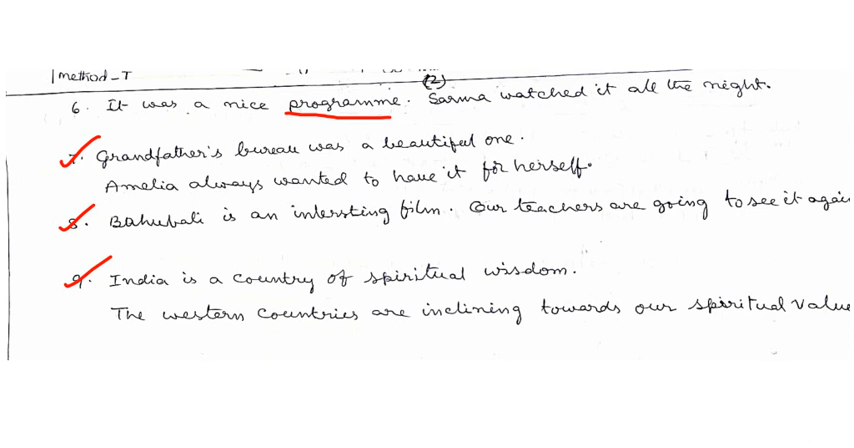 method-T
(2)
6. It was a nice programme. Sarma watched it all the night.
7. Grandfather's bureau was a beautiful one.
Amelia always wanted to have it for herself.
8. Bahubali is an intersting film. Our teachers are going to see it again
9. India is a country of spiritual wisdom.
The western countries are inclining towards our spiritual value